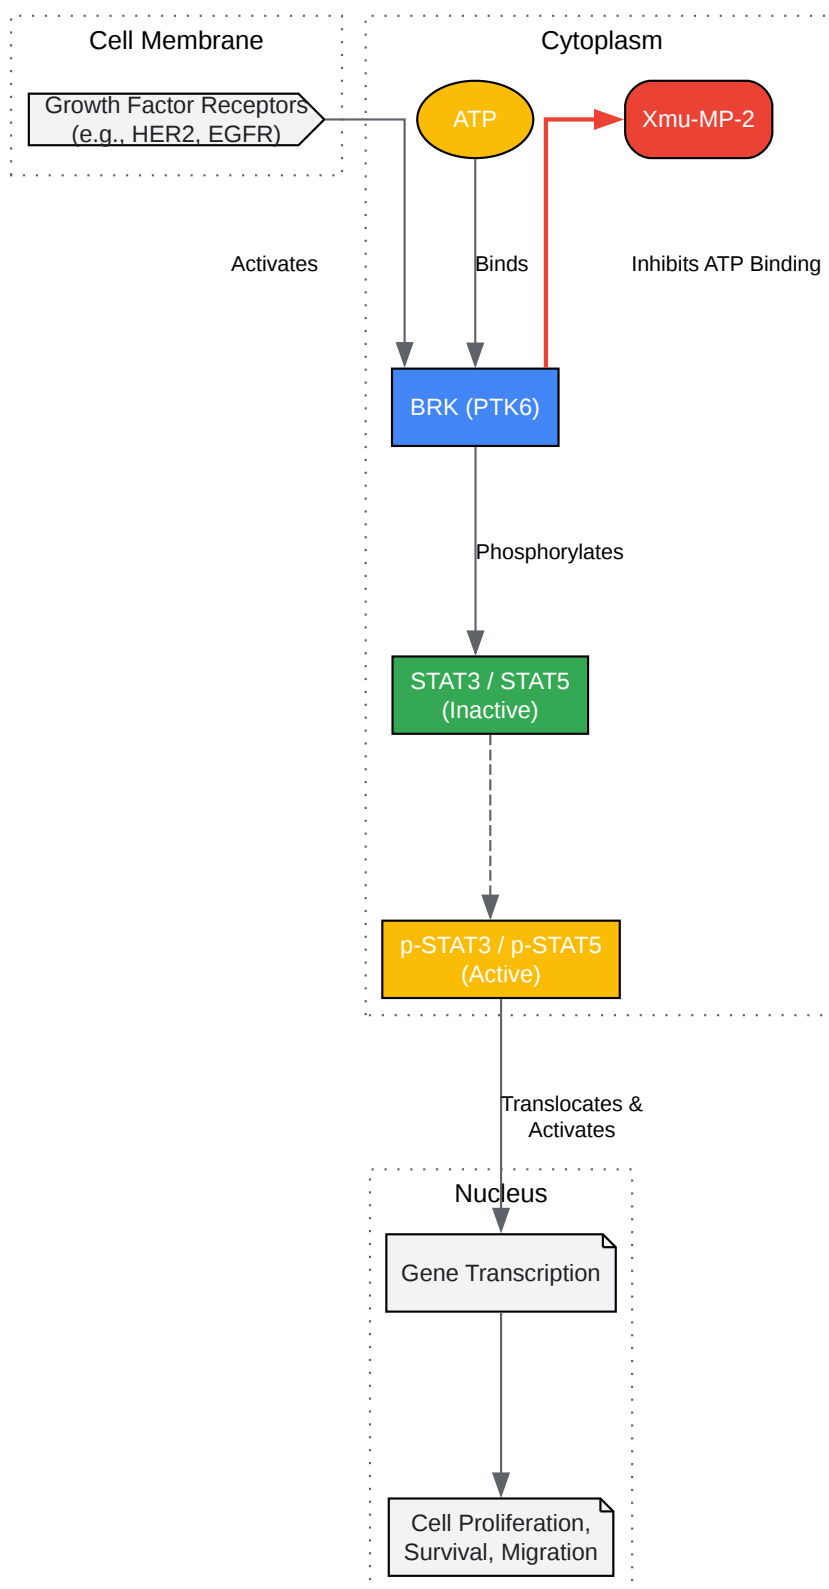 Cell Membrane
Cytoplasm
Growth Factor Receptors
(e.g., HER2, EGFR)
ATP
Xmu-MP-2
Activates
Binds
Inhibits ATP Binding
BRK (PTK6)
Phosphorylates
STAT3 / STAT5
(Inactive)
p-STAT3 / p-STAT5
(Active)
Translocates &
Activates
Nucleus
Gene Transcription
Cell Proliferation,
Survival, Migration